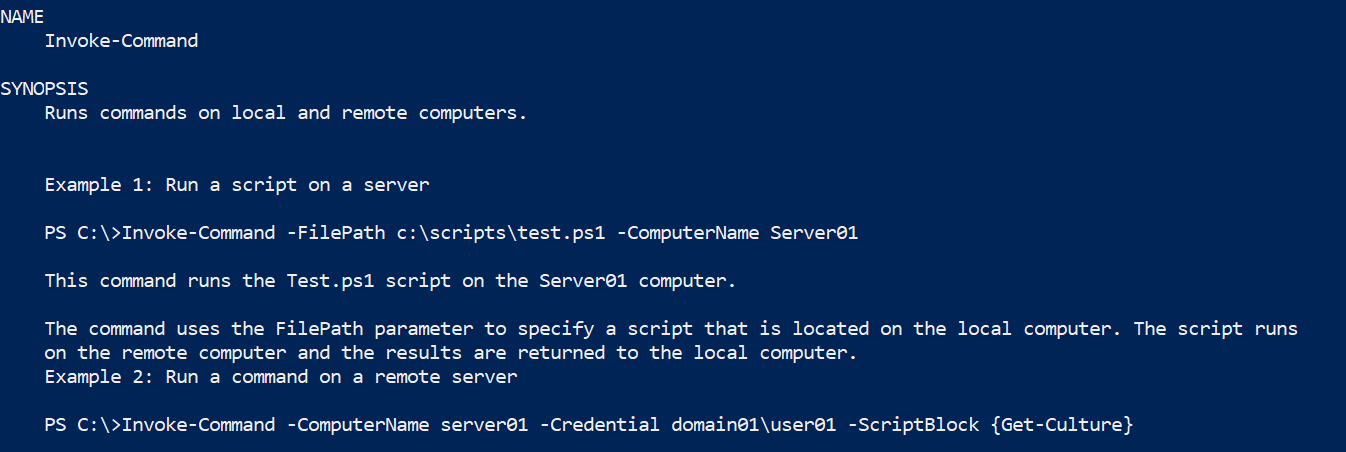 NAME
Invoke-Command
SYNOPSIS
Runs commands on local and remote computers.
Example 1: Run a script on a server
PS C:\>Invoke-Command -FilePath c:\scripts\test.ps1 -ComputerName Server01
This command runs the Test.ps1 script on the Server01 computer.
The command uses the FilePath parameter to specify a script that is located on the local computer. The script runs
on the remote computer and the results are returned to the local computer.
Example 2: Run a command on a remote server
PS C:\>Invoke-Command -ComputerName server01 -Credential domain01\user01 -ScriptBlock {Get-Culture}